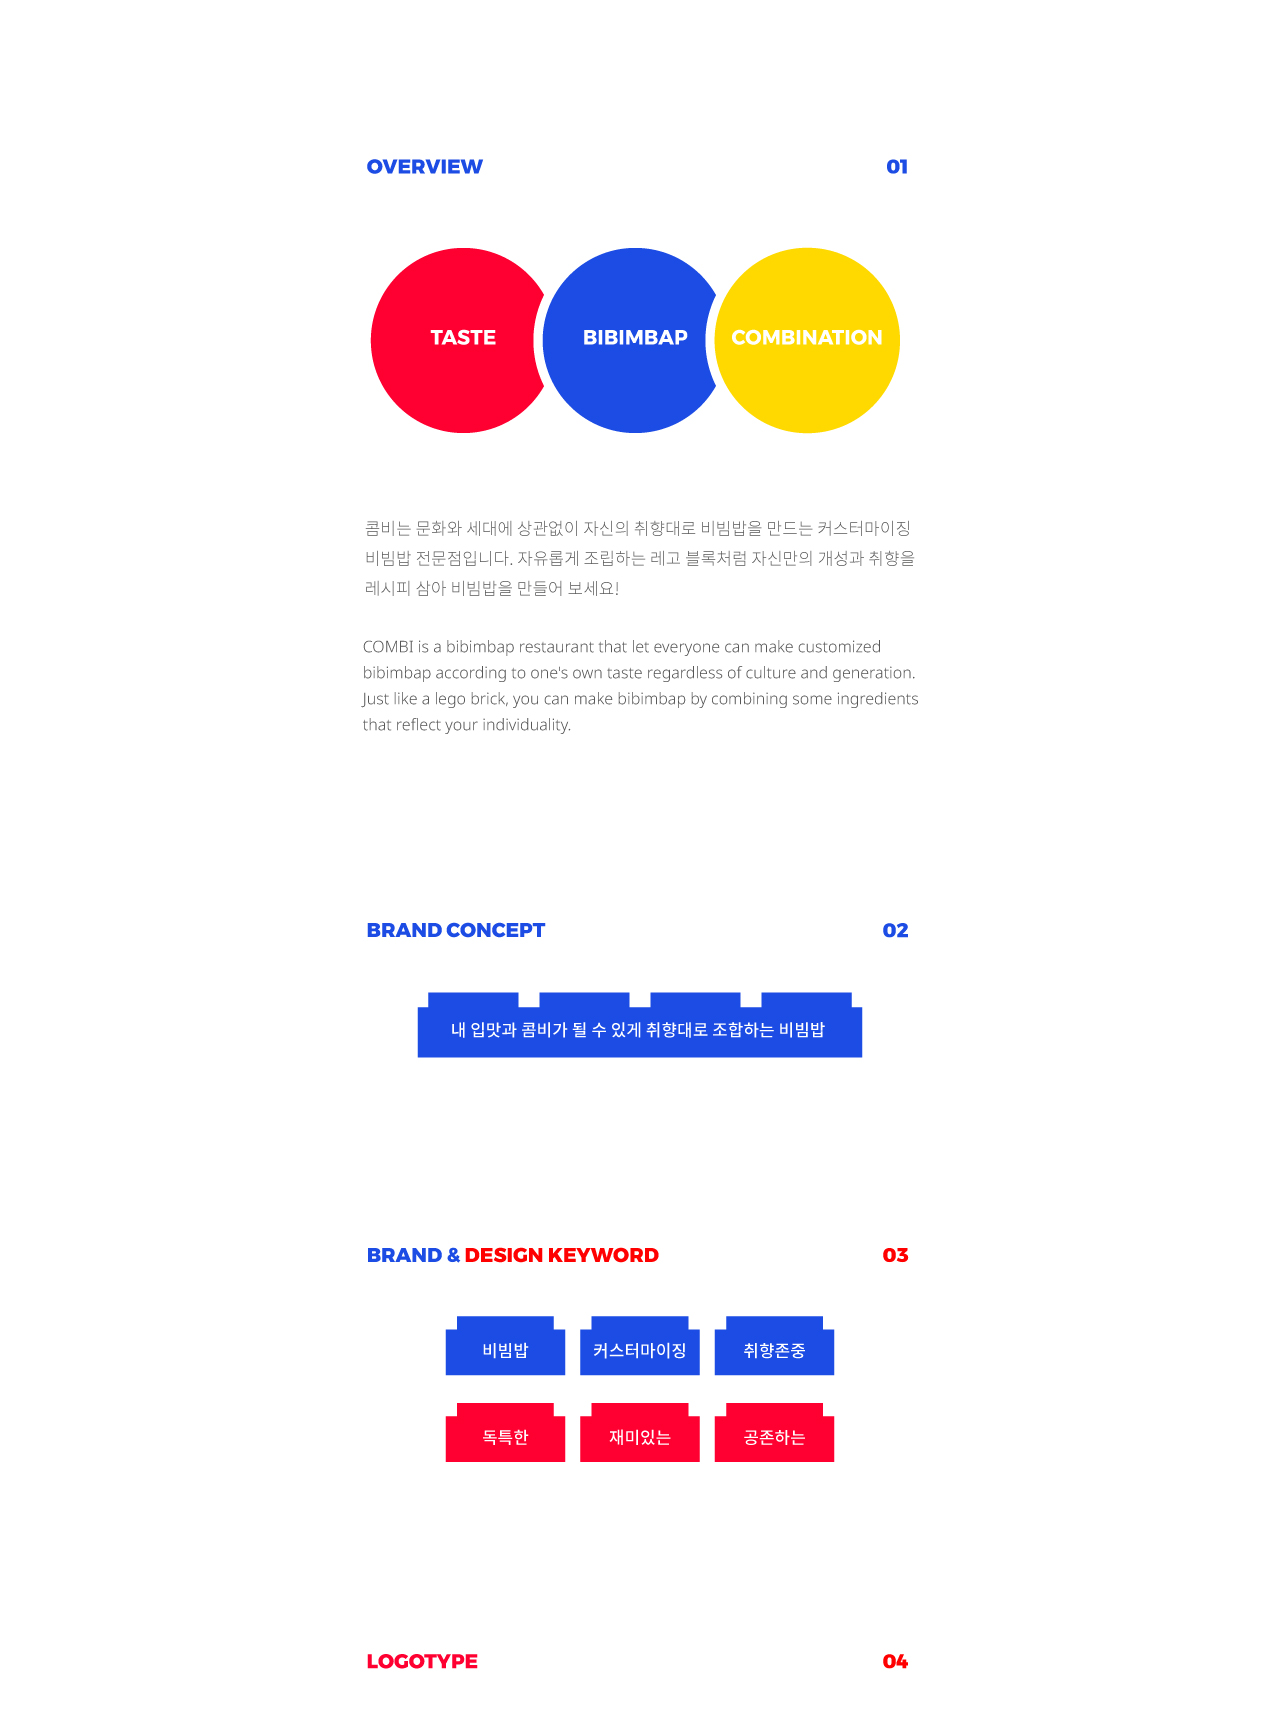 OVERVIEW 01
TASTE BIBIMBAP COMBINATION
콤비는 문화와 세대에 상관없이 자신의 취향대로 비빔밥을 만드는 커스터마이징
비빔밥 전문점입니다. 자유롭게 조립하는 레고 블록처럼 자신만의 개성과 취향을
레시피 삼아 비빔밥을 만들어 보세요!
COMBI is a bibimbap restaurant that let everyone can make customized
bibimbap according to one's own taste regardless of culture and generation.
Just like a lego brick, you can make bibimbap by combining some ingredients
that reflect your individuality.
BRAND CONCEPT 02
내 입맛과 콤비가 될 수 있게 취향대로 조합하는 비빔밥
BRAND & DESIGN KEYWORD 03
비빔밥 커스터마이징 취향존중
독특한 재미있는 공존하는
LOGOTYPE 04